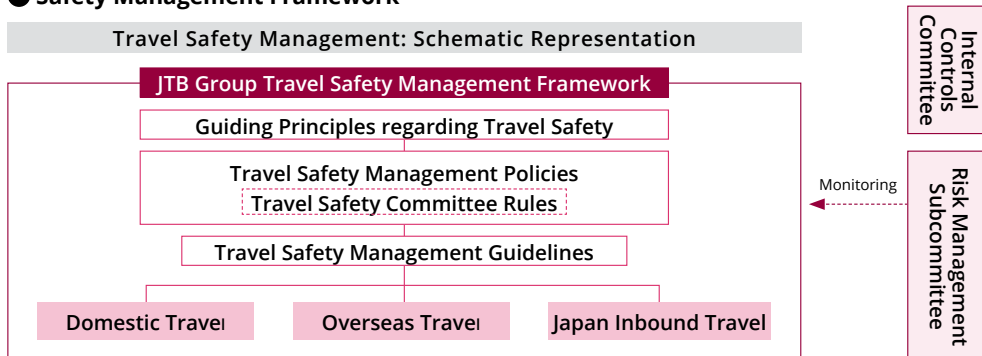 ● Safety Management Framework
Travel Safety Management: Schematic Representation
JTB Group Travel Safety Management Framework
Guiding Principles regarding Travel Safety
Travel Safety Management Policies
Travel Safety Committee Rules
Travel Safety Management Guidelines
Domestic Travel
Overseas Travel
Japan Inbound Travel
Monitoring
Internal
Controls
Committee
Risk Management
Subcommittee